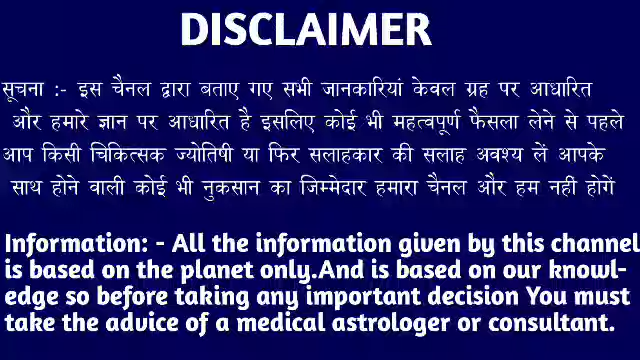 DISCLAIMER
सूचना :- इस चैनल द्वारा बताए गए सभी जानकारियां केवल ग्रह पर आधारित
और हमारे ज्ञान पर आधारित है इसलिए कोई भी महत्वपूर्ण फैसला लेने से पहले
आप किसी चिकित्सक ज्योतिषी या फिर सलाहकार की सलाह अवश्य लें आपके
साथ होने वाली कोई भी नुकसान का जिम्मेदार हमारा चैनल और हम नहीं होगें
Information: - All the information given by this channel
is based on the planet only.And is based on our knowl-
edge so before taking any important decision You must
take the advice of a medical astrologer or consultant.